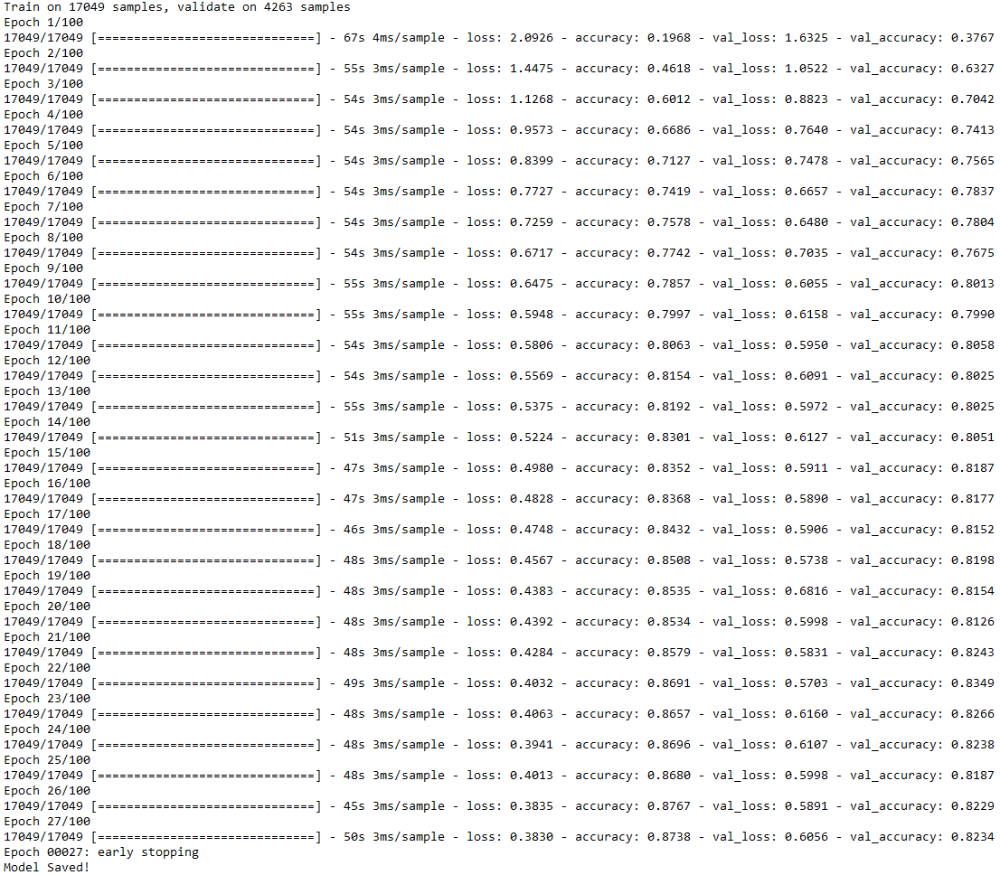 Train on 17049 samples, validate on 4263 samples
Epoch 1/100
17049/17049 [==============================] - 67s 4ms/sample - loss: 2.0926 - accuracy: 0.1968 - val_loss: 1.6325 - val_accuracy: 0.3767
Epoch 2/100
17049/17049 [==============================] - 55s 3ms/sample - loss: 1.4475 - accuracy: 0.4618 - val_loss: 1.0522 - val_accuracy: 0.6327
Epoch 3/100
17049/17049 [==============================] - 54s 3ms/sample - loss: 1.1268 - accuracy: 0.6012 - val_loss: 0.8823 - val_accuracy: 0.7042
Epoch 4/100
17049/17049 [==============================] - 54s 3ms/sample - loss: 0.9573 - accuracy: 0.6686 - val_loss: 0.7640 - val_accuracy: 0.7413
Epoch 5/100
17049/17049 [==============================] - 54s 3ms/sample - loss: 0.8399 - accuracy: 0.7127 - val_loss: 0.7478 - val_accuracy: 0.7565
Epoch 6/100
17049/17049 [==============================] - 54s 3ms/sample - loss: 0.7727 - accuracy: 0.7419 - val_loss: 0.6657 - val_accuracy: 0.7837
Epoch 7/100
17049/17049 [==============================] - 54s 3ms/sample - loss: 0.7259 - accuracy: 0.7578 - val_loss: 0.6480 - val_accuracy: 0.7804
Epoch 8/100
17049/17049 [==============================] - 54s 3ms/sample - loss: 0.6717 - accuracy: 0.7742 - val_loss: 0.7035 - val_accuracy: 0.7675
Epoch 9/100
17049/17049 [==============================] - 55s 3ms/sample - loss: 0.6475 - accuracy: 0.7857 - val_loss: 0.6055 - val_accuracy: 0.8013
Epoch 10/100
17049/17049 [==============================] - 55s 3ms/sample - loss: 0.5948 - accuracy: 0.7997 - val_loss: 0.6158 - val_accuracy: 0.7990
Epoch 11/100
17049/17049 [==============================] - 54s 3ms/sample - loss: 0.5806 - accuracy: 0.8063 - val_loss: 0.5950 - val_accuracy: 0.8058
Epoch 12/100
17049/17049 [==============================] - 54s 3ms/sample - loss: 0.5569 - accuracy: 0.8154 - val_loss: 0.6091 - val_accuracy: 0.8025
Epoch 13/100
17049/17049 [==============================] - 55s 3ms/sample - loss: 0.5375 - accuracy: 0.8192 - val_loss: 0.5972 - val_accuracy: 0.8025
Epoch 14/100
17049/17049 [==============================] - 51s 3ms/sample - loss: 0.5224 - accuracy: 0.8301 - val_loss: 0.6127 - val_accuracy: 0.8051
Epoch 15/100
17049/17049 [==============================] - 47s 3ms/sample - loss: 0.4980 - accuracy: 0.8352 - val_loss: 0.5911 - val_accuracy: 0.8187
Epoch 16/100
17049/17049 [==============================] - 47s 3ms/sample - loss: 0.4828 - accuracy: 0.8368 - val_loss: 0.5890 - val_accuracy: 0.8177
Epoch 17/100
17049/17049 [==============================] - 46s 3ms/sample - loss: 0.4748 - accuracy: 0.8432 - val_loss: 0.5906 - val_accuracy: 0.8152
Epoch 18/100
17049/17049 [==============================] - 48s 3ms/sample - loss: 0.4567 - accuracy: 0.8508 - val_loss: 0.5738 - val_accuracy: 0.8198
Epoch 19/100
17049/17049 [==============================] - 48s 3ms/sample - loss: 0.4383 - accuracy: 0.8535 - val_loss: 0.6816 - val_accuracy: 0.8154
Epoch 20/100
17049/17049 [==============================] - 48s 3ms/sample - loss: 0.4392 - accuracy: 0.8534 - val_loss: 0.5998 - val_accuracy: 0.8126
Epoch 21/100
17049/17049 [==============================] - 48s 3ms/sample - loss: 0.4284 - accuracy: 0.8579 - val_loss: 0.5831 - val_accuracy: 0.8243
Epoch 22/100
17049/17049 [==============================] - 49s 3ms/sample - loss: 0.4032 - accuracy: 0.8691 - val_loss: 0.5703 - val_accuracy: 0.8349
Epoch 23/100
17049/17049 [==============================] - 48s 3ms/sample - loss: 0.4063 - accuracy: 0.8657 - val_loss: 0.6160 - val_accuracy: 0.8266
Epoch 24/100
17049/17049 [==============================] - 48s 3ms/sample - loss: 0.3941 - accuracy: 0.8696 - val_loss: 0.6107 - val_accuracy: 0.8238
Epoch 25/100
17049/17049 [==============================] - 48s 3ms/sample - loss: 0.4013 - accuracy: 0.8680 - val_loss: 0.5998 - val_accuracy: 0.8187
Epoch 26/100
17049/17049 [==============================] - 45s 3ms/sample - loss: 0.3835 - accuracy: 0.8767 - val_loss: 0.5891 - val_accuracy: 0.8229
Epoch 27/100
17049/17049 [==============================] - 50s 3ms/sample - loss: 0.3830 - accuracy: 0.8738 - val_loss: 0.6056 - val_accuracy: 0.8234
Epoch 00027: early stopping
Model Saved!